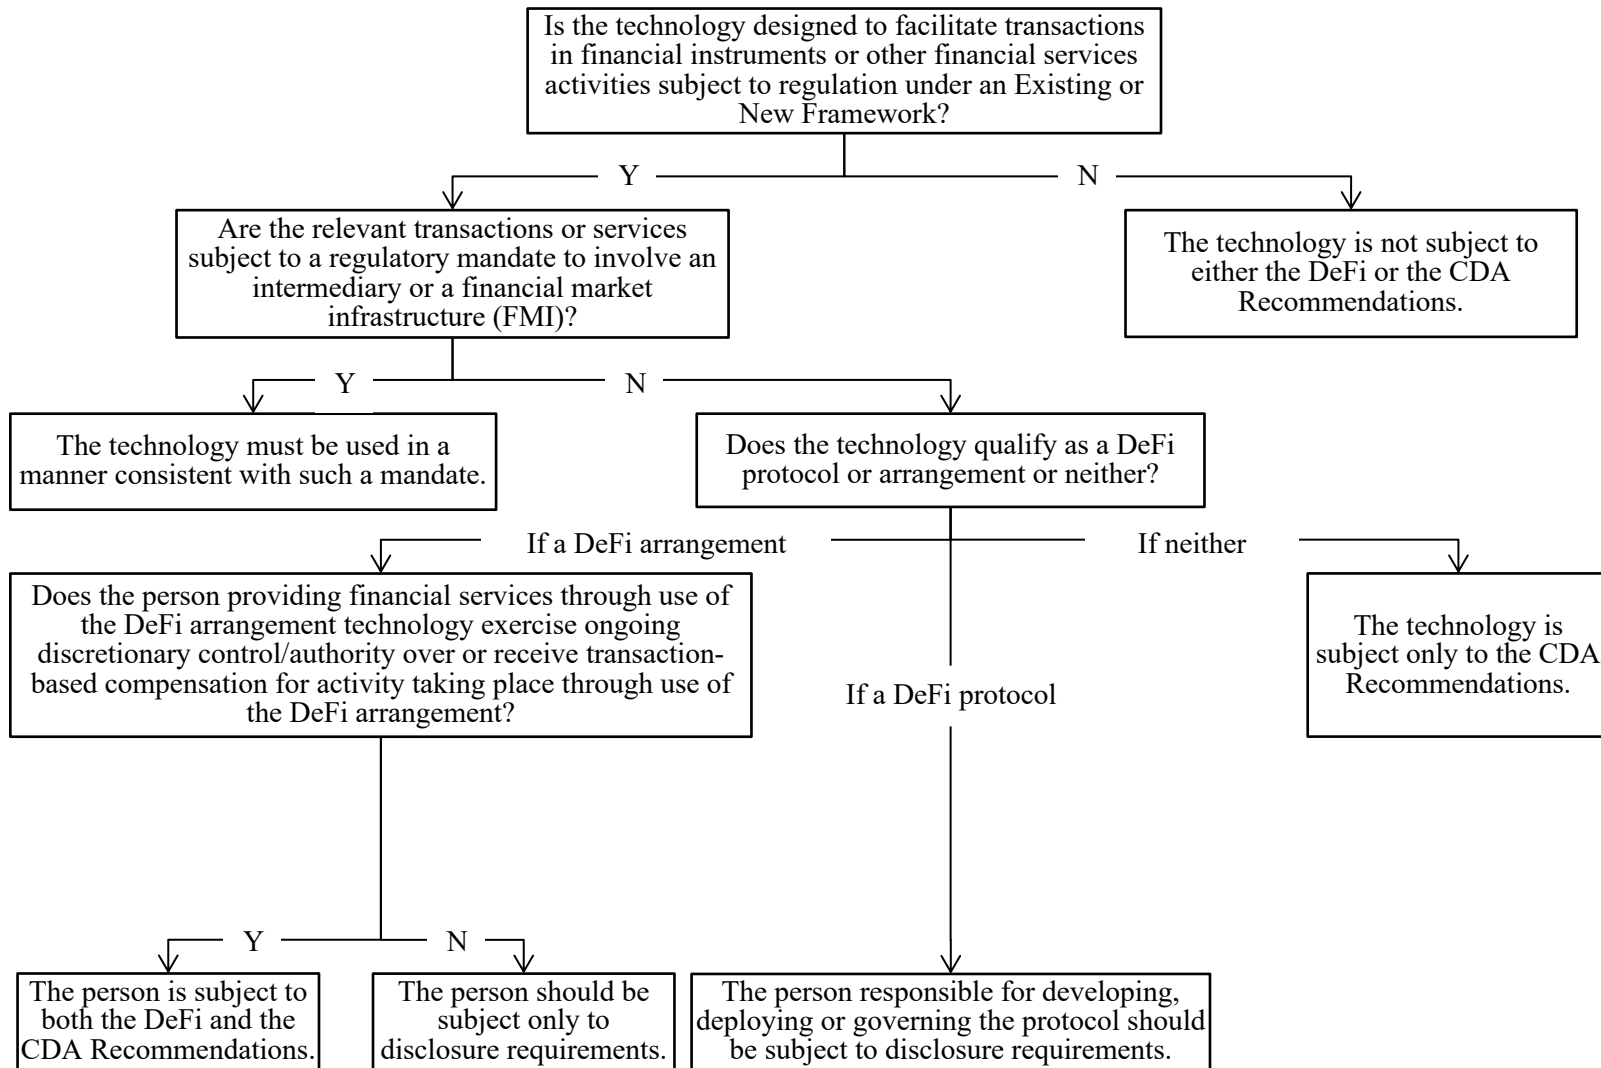 Is the technology designed to facilitate transactions
in financial instruments or other financial services
activities subject to regulation under an Existing or
New Framework?
Y
N
Are the relevant transactions or services
subject to a regulatory mandate to involve an
intermediary or a financial market
infrastructure (FMI)?
The technology is not subject to
either the DeFi or the CDA
Recommendations.
Y
N
The technology must be used in a
manner consistent with such a mandate.
Does the technology qualify as a DeFi
protocol or arrangement or neither?
If a DeFi arrangement
If neither
Does the person providing financial services through use of
the DeFi arrangement technology exercise ongoing
discretionary control/authority over or receive transaction-
based compensation for activity taking place through use of
the DeFi arrangement?
If a DeFi protocol
The technology is
subject only to the CDA
Recommendations.
Y
N
The person is subject to
both the DeFi and the
CDA Recommendations.
The person should be
subject only to
disclosure requirements.
The person responsible for developing,
deploying or governing the protocol should
be subject to disclosure requirements.